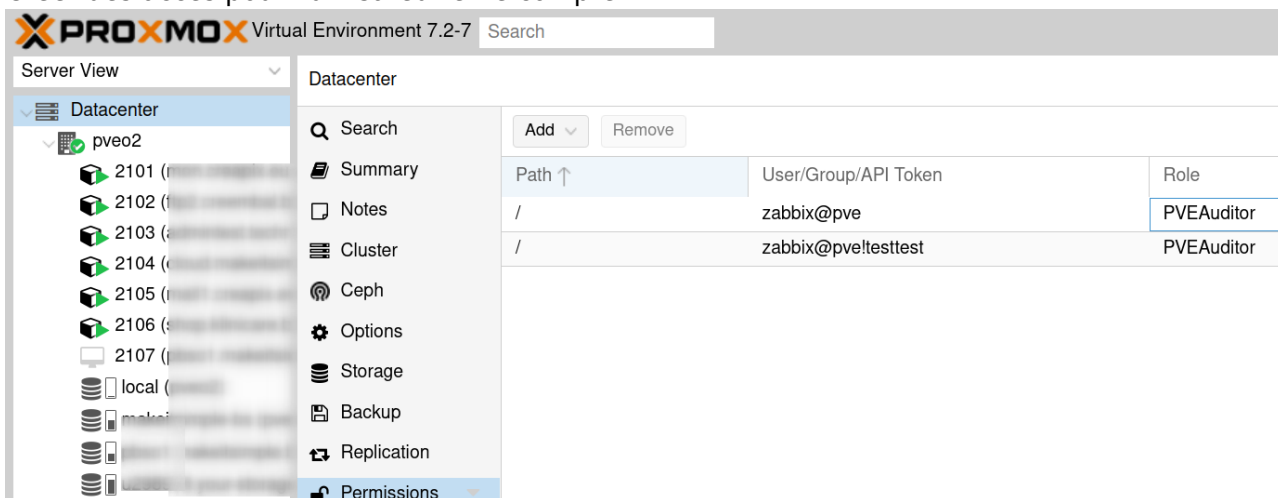 PROXMOX Virtual Environment 7.2-7 Search
Server View
Datacenter
pveo2
2101 (
2102 (
2103 (
2104 (
2105 (
2106 (
2107 (
local (
Datacenter
Search
Summary
Notes
Cluster
Ceph
Options
Storage
Backup
Replication
Permissions
Add Remove
Path User/Group/API Token Role
/ zabbix@pve PVEAuditor
/ zabbix@pve!testtest PVEAuditor